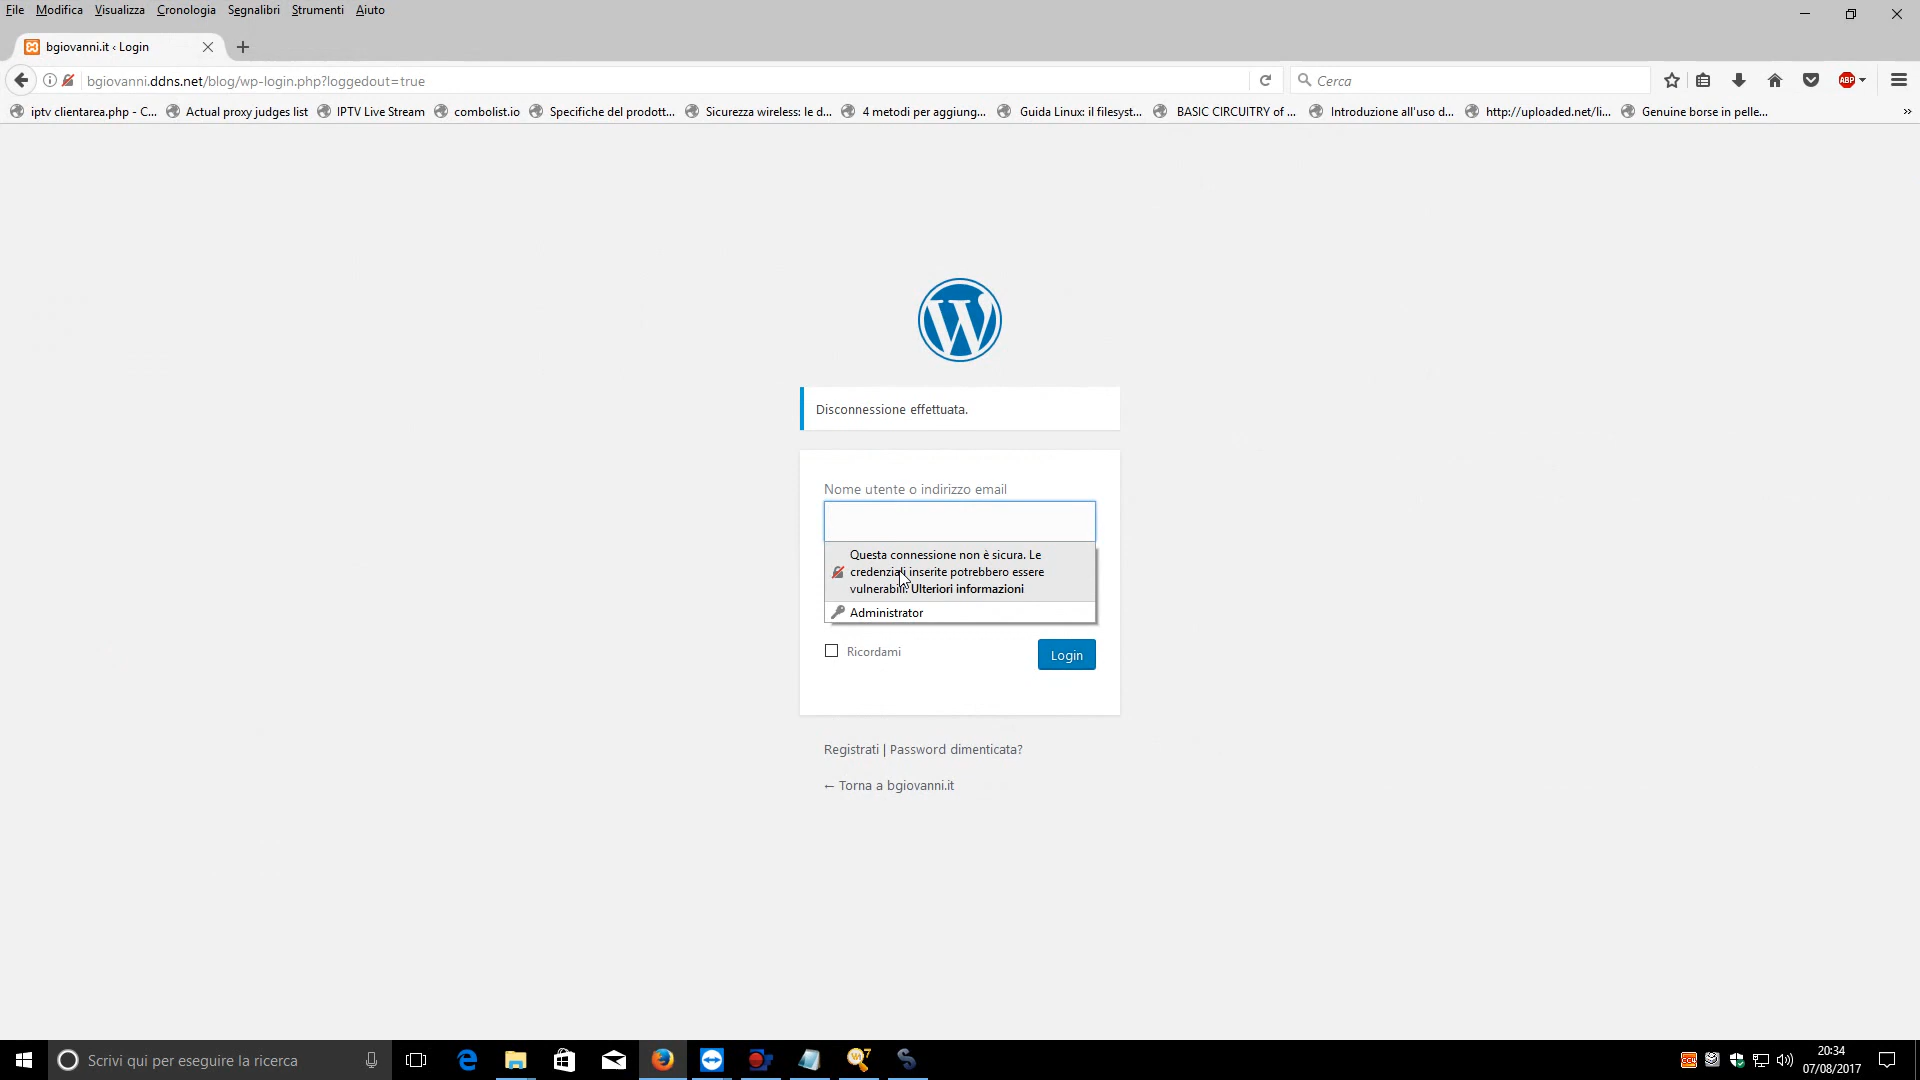 File Modifica Visualizza Cronologia Segnalibri Strumenti Aiuto
bgiovanni.it ‹ Login
bgiovanni.ddns.net/blog/wp-login.php?loggedout=true
Cerca
ABP
iptv clientarea.php - C... Actual proxy judges list IPTV Live Stream combolist.io Specifiche del prodott... Sicurezza wireless: le d... 4 metodi per aggiung... Guida Linux: il filesyst... BASIC CIRCUITRY of ... Introduzione all'uso d... http://uploaded.net/li... Genuine borse in pelle... »
Disconnessione effettuata.
Nome utente o indirizzo email
Questa connessione non è sicura. Le
credenziali inserite potrebbero essere
vulnerabili. Ulteriori informazioni
Administrator
Ricordami
Login
Registrati | Password dimenticata?
← Torna a bgiovanni.it
Scrivi qui per eseguire la ricerca
20:34
07/08/2017